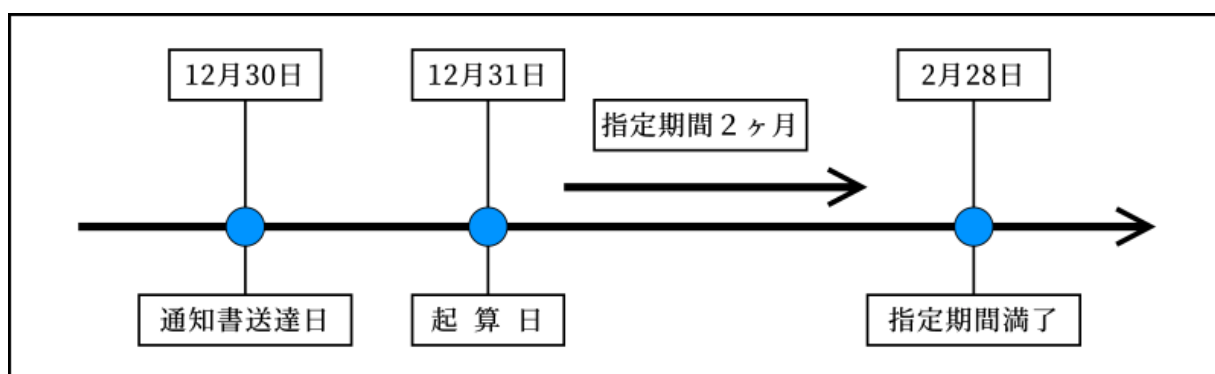 12月30日
12月31日
2月28日
指定期間２ヶ月
通知書送達日
起算日
指定期間満了